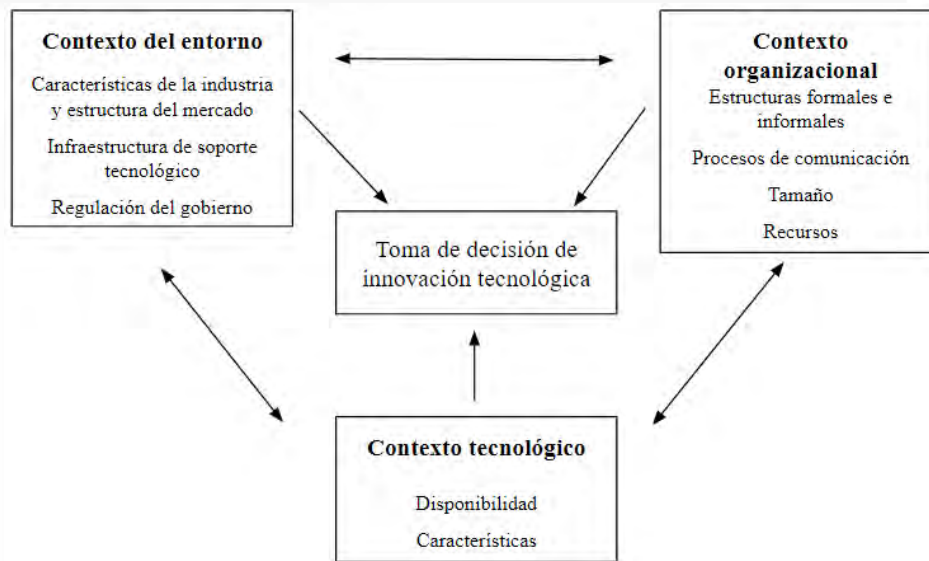 Contexto del entorno
Características de la industria
y estructura del mercado
Infraestructura de soporte
tecnológico
Regulación del gobierno
Contexto
organizacional
Estructuras formales e
informales
Procesos de comunicación
Tamaño
Recursos
Toma de decisión de
innovación tecnológica
Contexto tecnológico
Disponibilidad
Características